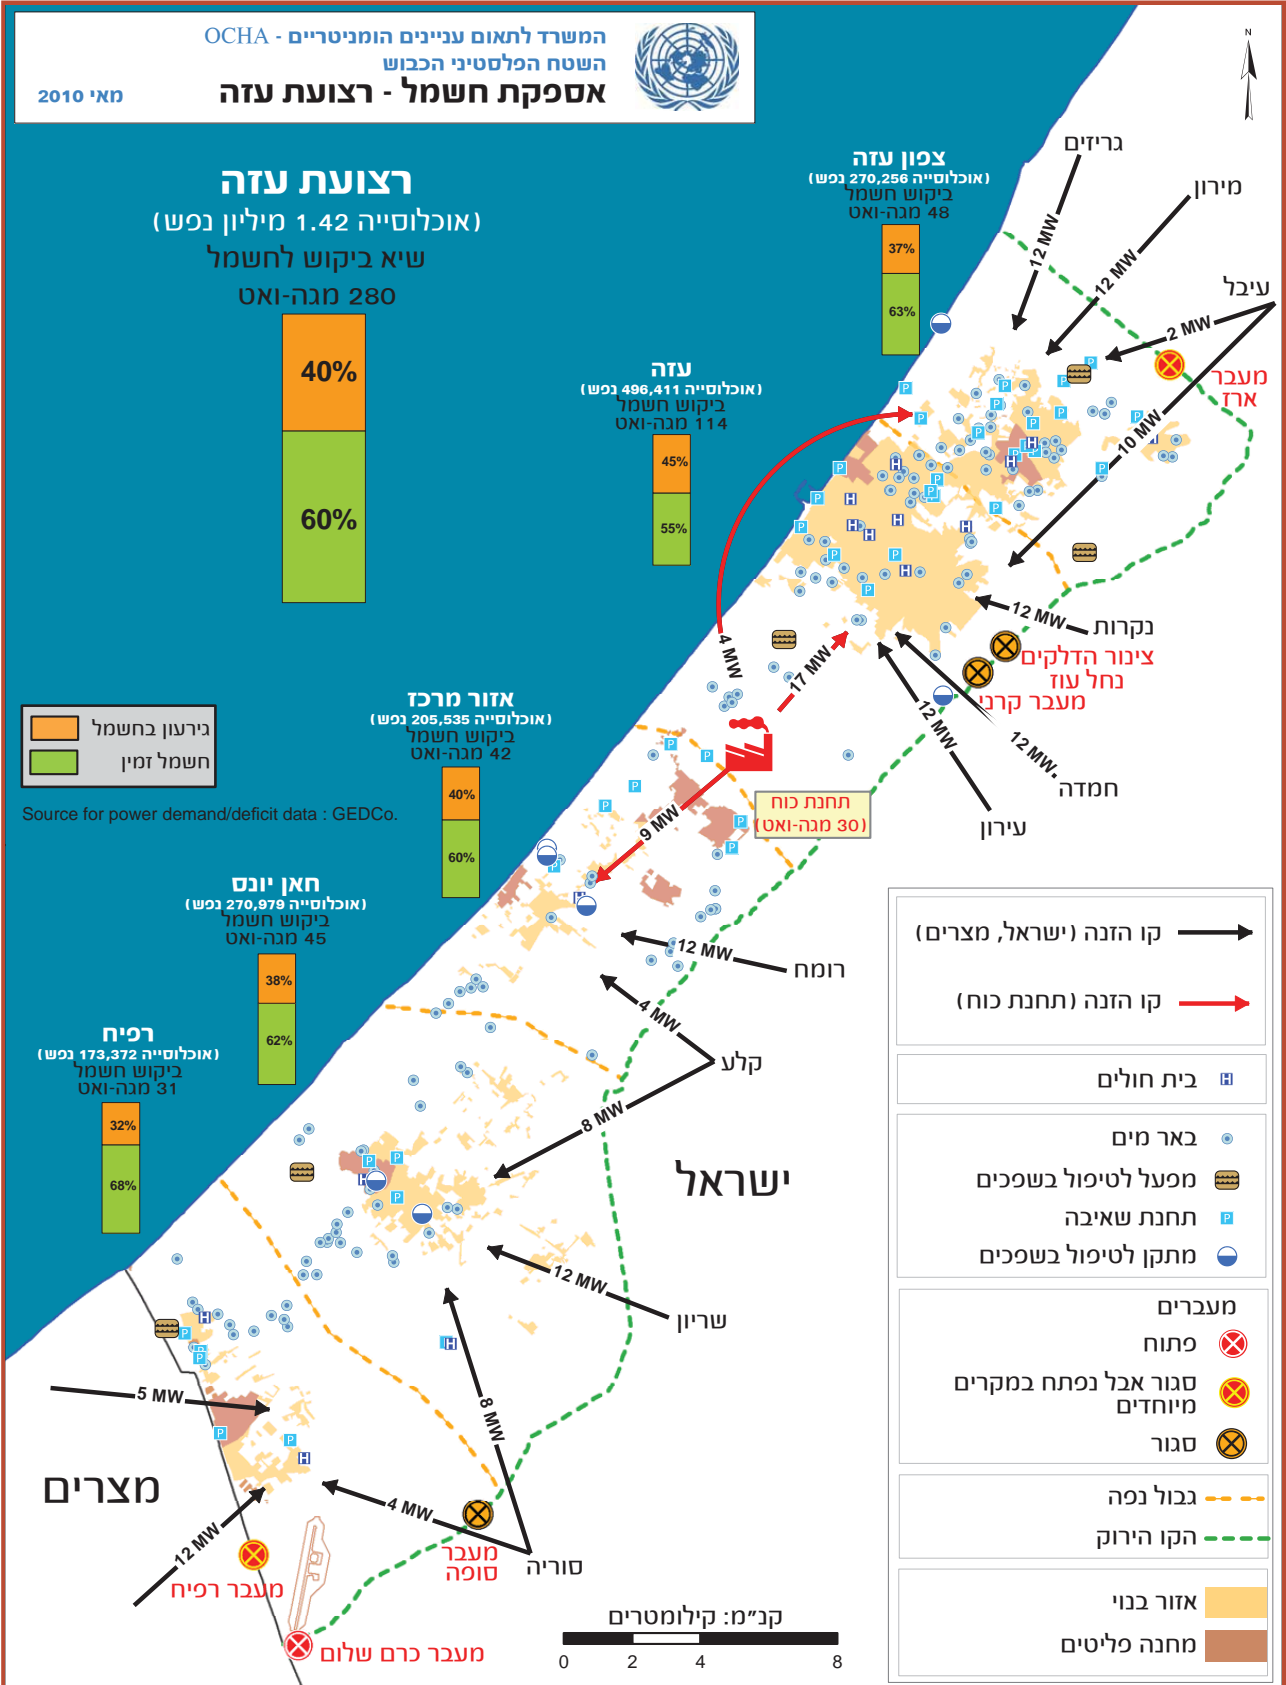 המשרד לתאום עניינים הומניטריים - OCHA
השטח הפלסטיני הכבוש
אספקת חשמל - רצועת עזה
מאי 2010
N
רצועת עזה
(אוכלוסייה 1.42 מיליון נפש)
שיא ביקוש לחשמל
280 מגה-ואט
40%
60%
צפון עזה
(אוכלוסייה 270,256 נפש)
ביקוש חשמל
48 מגה-ואט
37%
63%
עזה
(אוכלוסייה 496,411 נפש)
ביקוש חשמל
114 מגה-ואט
45%
55%
אזור מרכז
(אוכלוסייה 205,535 נפש)
ביקוש חשמל
42 מגה-ואט
40%
60%
חאן יונס
(אוכלוסייה 270,979 נפש)
ביקוש חשמל
45 מגה-ואט
38%
62%
רפיח
(אוכלוסייה 173,372 נפש)
ביקוש חשמל
31 מגה-ואט
32%
68%
גירעון בחשמל
חשמל זמין
Source for power demand/deficit data : GEDCo.
גריזים
12 MW
מירון
12 MW
עיבל
2 MW
10 MW
מעבר
ארז
נקרות
12 MW
צינור הדלקים
נחל עוז
מעבר קרני
4 MW
17 MW
12 MW
12 MW
חמדה
עירון
תחנת כוח
(30 מגה-ואט)
9 MW
רומח
12 MW
4 MW
קלע
8 MW
ישראל
שריון
12 MW
8 MW
5 MW
מצרים
4 MW
12 MW
סוריה
מעבר
סופה
מעבר רפיח
מעבר כרם שלום
קנ"מ: קילומטרים
0 2 4 8
קו הזנה (ישראל, מצרים)
קו הזנה (תחנת כוח)
בית חולים
באר מים
מפעל לטיפול בשפכים
תחנת שאיבה
מתקן לטיפול בשפכים
מעברים
פתוח
סגור אבל נפתח במקרים
מיוחדים
סגור
גבול נפה
הקו הירוק
אזור בנוי
מחנה פליטים